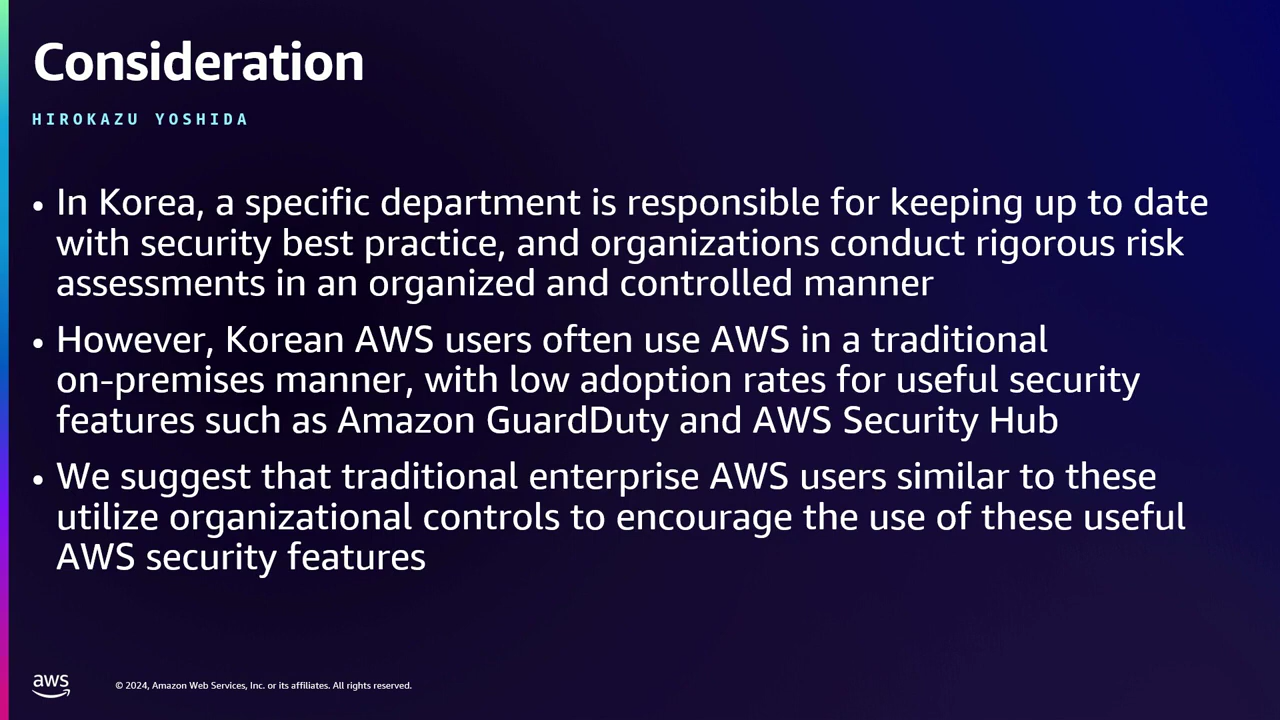 Consideration
HIROKAZU YOSHIDA
• In Korea, a specific department is responsible for keeping up to date
with security best practice, and organizations conduct rigorous risk
assessments in an organized and controlled manner
• However, Korean AWS users often use AWS in a traditional
on-premises manner, with low adoption rates for useful security
features such as Amazon GuardDuty and AWS Security Hub
• We suggest that traditional enterprise AWS users similar to these
utilize organizational controls to encourage the use of these useful
AWS security features
aws
© 2024, Amazon Web Services, Inc. or its affiliates. All rights reserved.